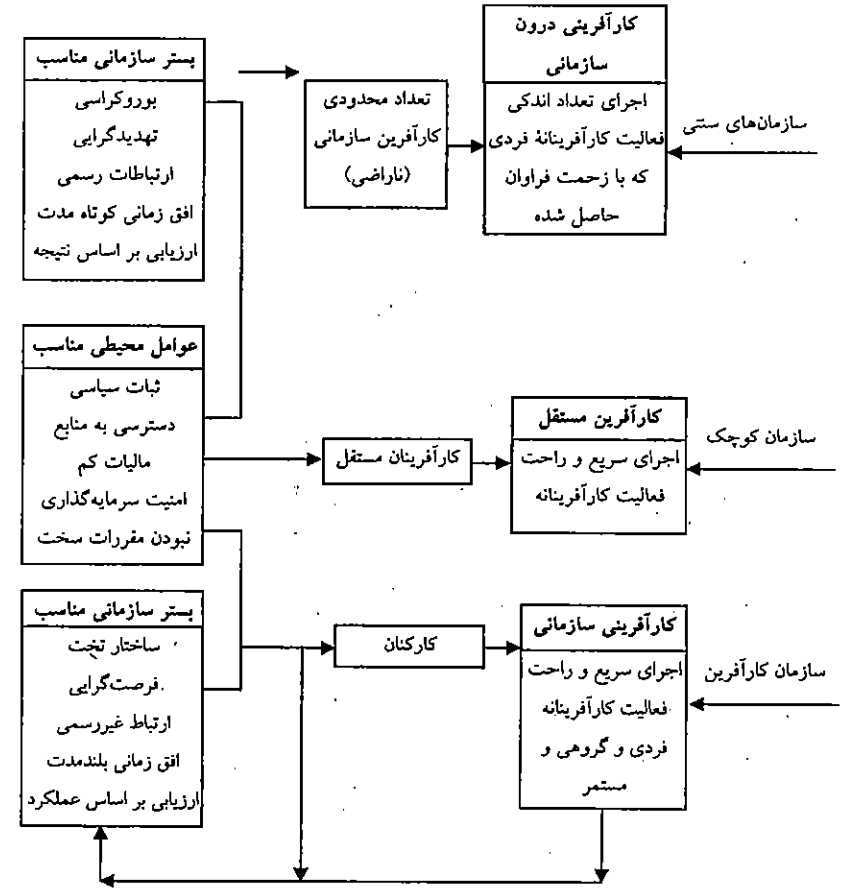 کارآفرینی درون
سازمانی
اجرای تعداد اندکی
فعالیت کارآفرینانهٔ فردی
که با زحمت فراوان
حاصل شده
سازمان‌های سنتی
تعداد محدودی
کارآفرین سازمانی
(ناراضی)
بستر سازمانی مناسب
بوروکراسی
تهدیدگرایی
ارتباطات رسمی
افق زمانی کوتاه مدت
ارزیابی بر اساس نتیجه
عوامل محیطی مناسب
ثبات سیاسی
دسترسی به منابع
مالیات کم
امنیت سرمایه‌گذاری
نبودن مقررات سخت
کارآفرینان مستقل
کارآفرین مستقل
اجرای سریع و راحت
فعالیت کارآفرینانه
سازمان کوچک
بستر سازمانی مناسب
ساختار تخت
فرصت‌گرایی
ارتباط غیررسمی
افق زمانی بلندمدت
ارزیابی بر اساس عملکرد
کارکنان
کارآفرینی سازمانی
اجرای سریع و راحت
فعالیت کارآفرینانه
فردی و گروهی و
مستمر
سازمان کارآفرین